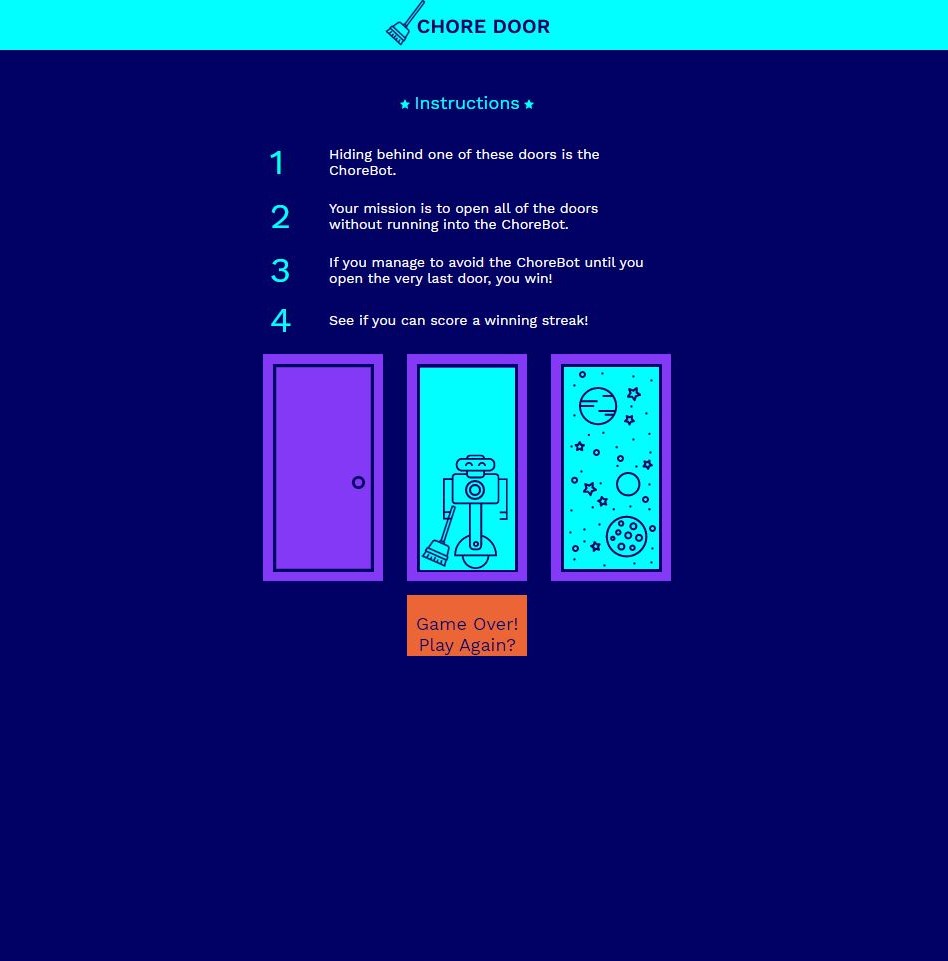 CHORE DOOR
Instructions
1
Hiding behind one of these doors is the
ChoreBot.
2
Your mission is to open all of the doors
without running into the ChoreBot.
3
If you manage to avoid the ChoreBot until you
open the very last door, you win!
4
See if you can score a winning streak!
Game Over!
Play Again?